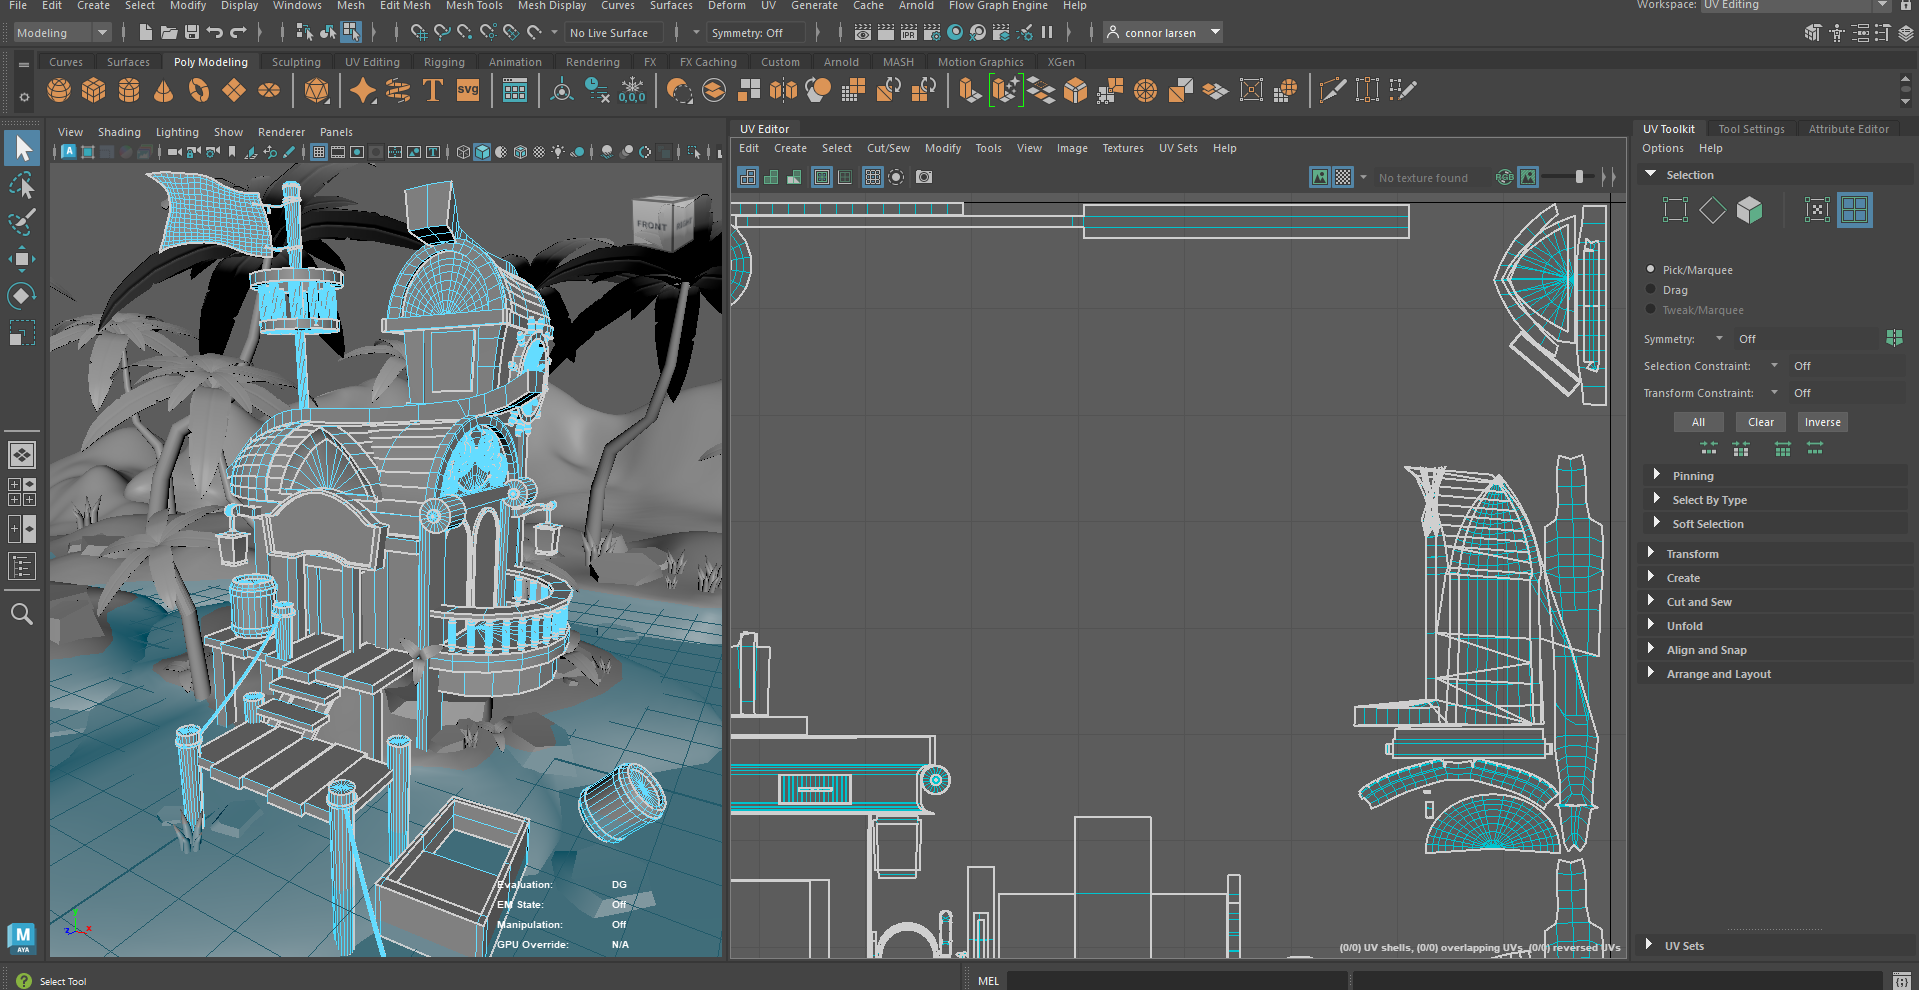 File Edit Create Select Modify Display Windows Mesh Edit Mesh Mesh Tools Mesh Display Curves Surfaces Deform UV Generate Cache Arnold Flow Graph Engine Help
Workspace: UV Editing
Modeling
No Live Surface
Symmetry: Off
connor larsen
Curves Surfaces Poly Modeling Sculpting UV Editing Rigging Animation Rendering FX FX Caching Custom Arnold MASH Motion Graphics XGen
T
svg
0,0,0
IPR
View Shading Lighting Show Renderer Panels
FRONT
Evaluation: DG
EM State: Off
Manipulation: Off
GPU Override: N/A
y
z
x
M
AYA
UV Editor
Edit Create Select Cut/Sew Modify Tools View Image Textures UV Sets Help
No texture found
RGB
(0/0) UV shells, (0/0) overlapping UVs, (0/0) reversed UVs
UV Toolkit Tool Settings Attribute Editor
Options Help
Selection
Pick/Marquee
Drag
Tweak/Marquee
Symmetry: Off
Selection Constraint: Off
Transform Constraint: Off
All Clear Inverse
Pinning
Select By Type
Soft Selection
Transform
Create
Cut and Sew
Unfold
Align and Snap
Arrange and Layout
UV Sets
Select Tool
MEL